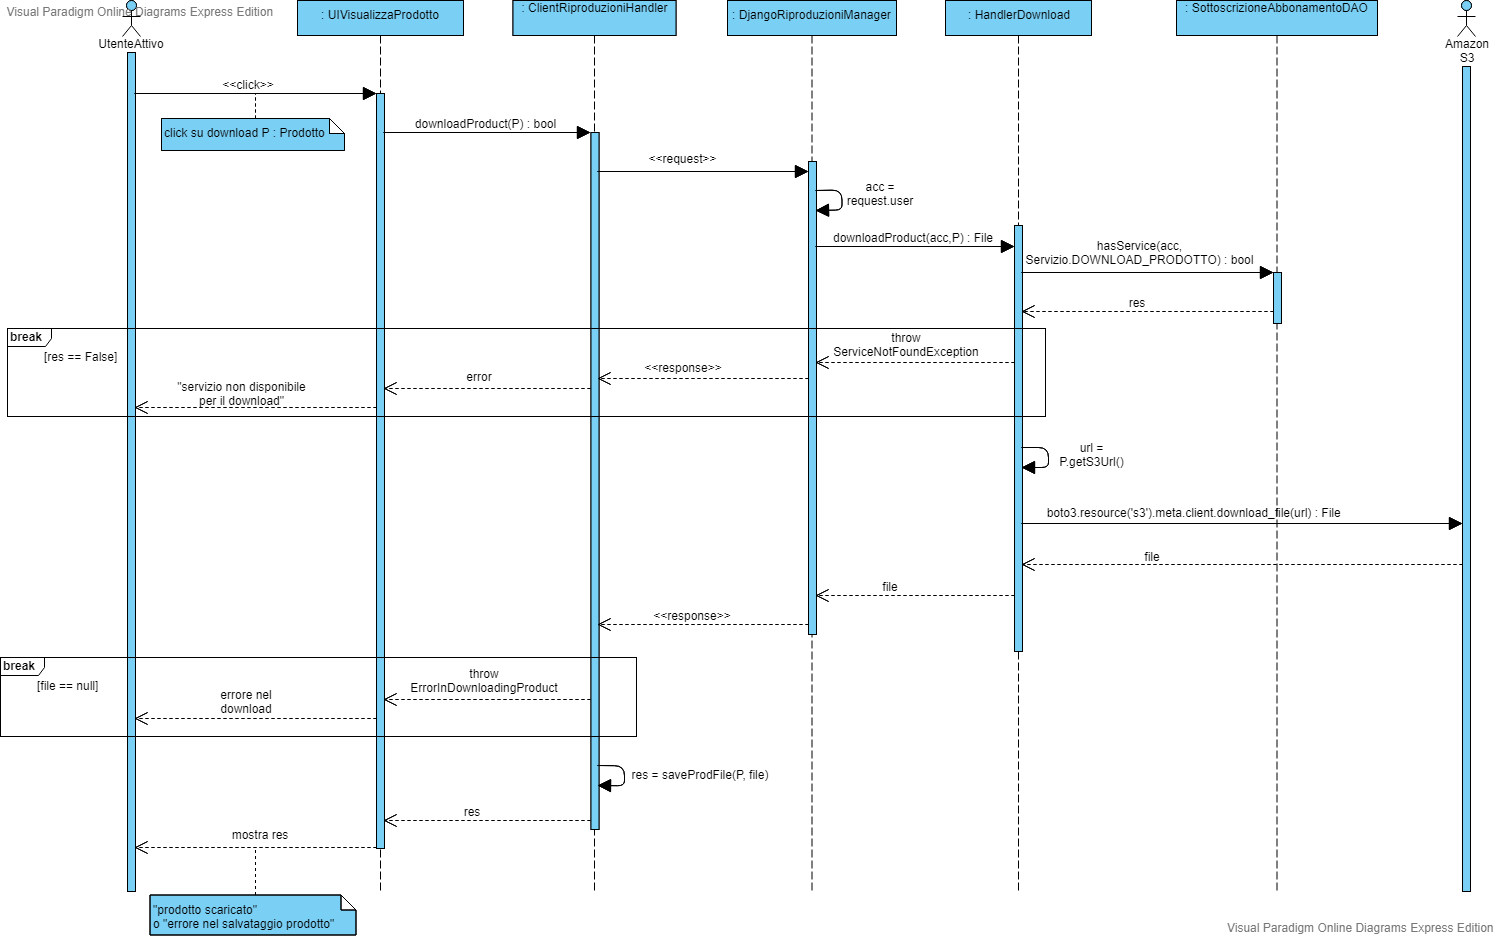 Visual Paradigm Online Diagrams Express Edition
UtenteAttivo
: UIVisualizzaProdotto
: ClientRiproduzioniHandler
: DjangoRiproduzioniManager
: HandlerDownload
: SottoscrizioneAbbonamentoDAO
Amazon
S3
<<click>>
click su download P : Prodotto
downloadProduct(P) : bool
<<request>>
acc =
request.user
downloadProduct(acc,P) : File
hasService(acc,
Servizio.DOWNLOAD_PRODOTTO) : bool
res
break
[res == False]
throw
ServiceNotFoundException
<<response>>
error
"servizio non disponibile
per il download"
url =
P.getS3Url()
boto3.resource('s3').meta.client.download_file(url) : File
file
file
<<response>>
break
[file == null]
throw
ErrorInDownloadingProduct
errore nel
download
res = saveProdFile(P, file)
res
mostra res
"prodotto scaricato"
o "errore nel salvataggio prodotto"
Visual Paradigm Online Diagrams Express Edition